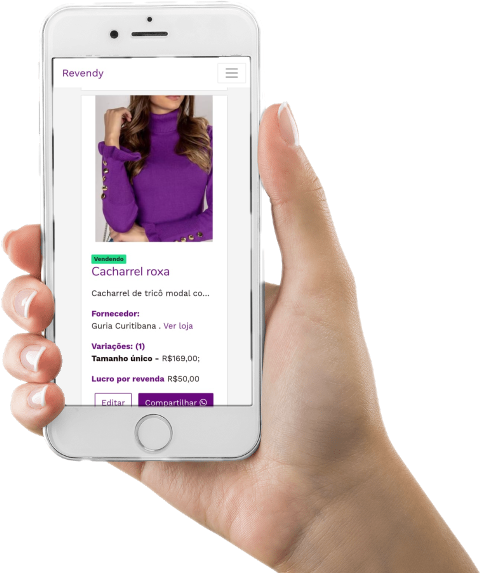 Revendy
Vendendo
Cacharrel roxa
Cacharrel de tricô modal co...
Fornecedor:
Guria Curitibana . Ver loja
Variações: (1)
Tamanho único - R$169,00;
Lucro por revenda R$50,00
Editar
Compartilhar